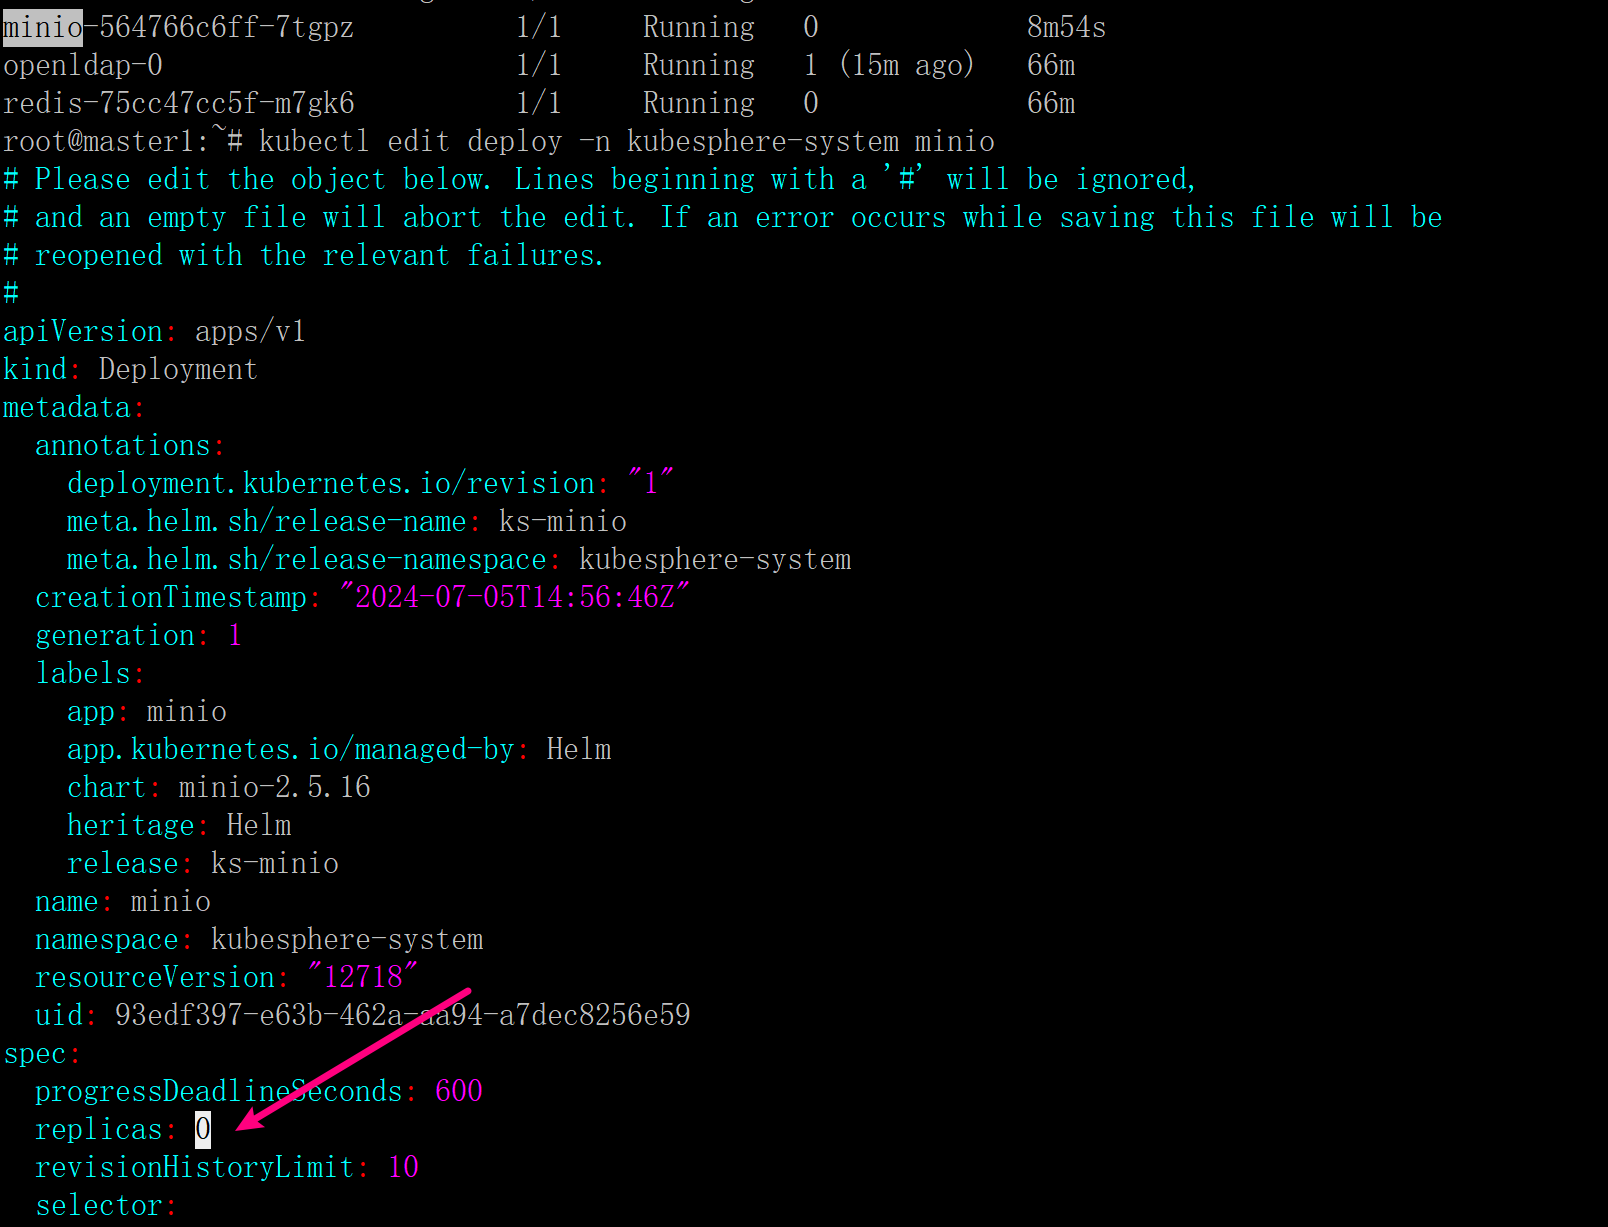 minio-564766c6ff-7tgpz 1/1 Running 0 8m54s
openldap-0 1/1 Running 1 (15m ago) 66m
redis-75cc47cc5f-m7gk6 1/1 Running 0 66m
root@master1:~# kubectl edit deploy -n kubesphere-system minio
# Please edit the object below. Lines beginning with a '#' will be ignored,
# and an empty file will abort the edit. If an error occurs while saving this file will be
# reopened with the relevant failures.
#
apiVersion: apps/v1
kind: Deployment
metadata:
  annotations:
    deployment.kubernetes.io/revision: "1"
    meta.helm.sh/release-name: ks-minio
    meta.helm.sh/release-namespace: kubesphere-system
  creationTimestamp: "2024-07-05T14:56:46Z"
  generation: 1
  labels:
    app: minio
    app.kubernetes.io/managed-by: Helm
    chart: minio-2.5.16
    heritage: Helm
    release: ks-minio
  name: minio
  namespace: kubesphere-system
  resourceVersion: "12718"
  uid: 93edf397-e63b-462a-aa94-a7dec8256e59
spec:
  progressDeadlineSeconds: 600
  replicas: 0
  revisionHistoryLimit: 10
  selector: